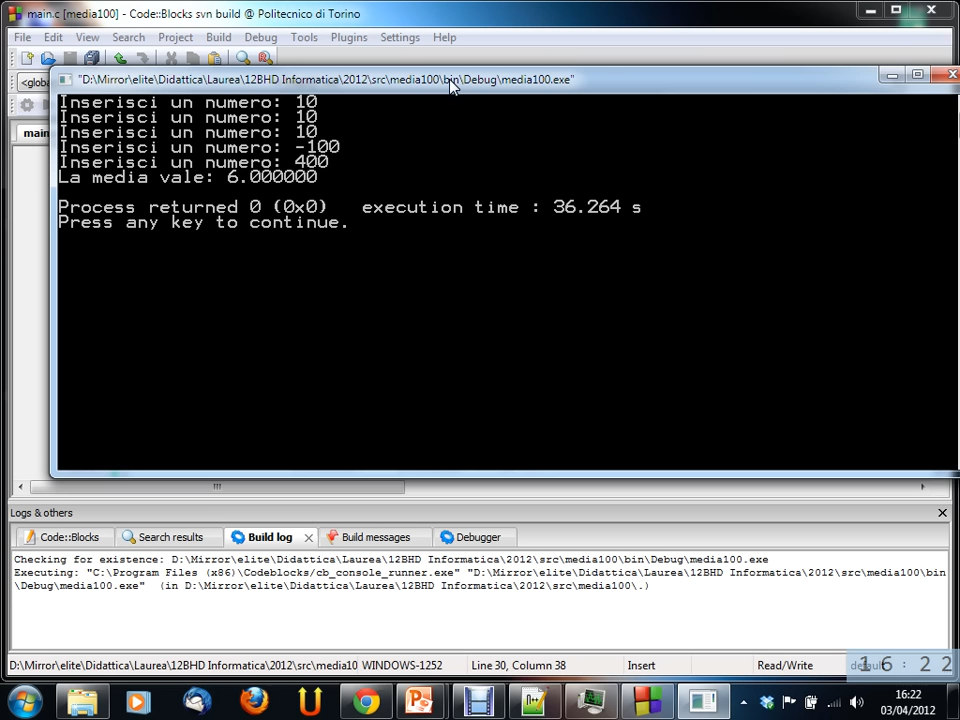 main.c [media100] - Code::Blocks svn build @ Politecnico di Torino
File Edit View Search Project Build Debug Tools Plugins Settings Help
<globa
"D:\Mirror\elite\Didattica\Laurea\12BHD Informatica\2012\src\media100\bin\Debug\media100.exe"
main
Inserisci un numero: 10
Inserisci un numero: 10
Inserisci un numero: 10
Inserisci un numero: -100
Inserisci un numero: 400
La media vale: 6.000000
Process returned 0 (0x0)   execution time : 36.264 s
Press any key to continue.
Logs & others
Code::Blocks Search results Build log Build messages Debugger
Checking for existence: D:\Mirror\elite\Didattica\Laurea\12BHD Informatica\2012\src\media100\bin\Debug\media100.exe
Executing: "C:\Program Files (x86)\Codeblocks/cb_console_runner.exe" "D:\Mirror\elite\Didattica\Laurea\12BHD Informatica\2012\src\media100\bin
\Debug\media100.exe"  (in D:\Mirror\elite\Didattica\Laurea\12BHD Informatica\2012\src\media100\.)
D:\Mirror\elite\Didattica\Laurea\12BHD Informatica\2012\src\media10 WINDOWS-1252 Line 30, Column 38 Insert Read/Write default
16:22
16:22
03/04/2012